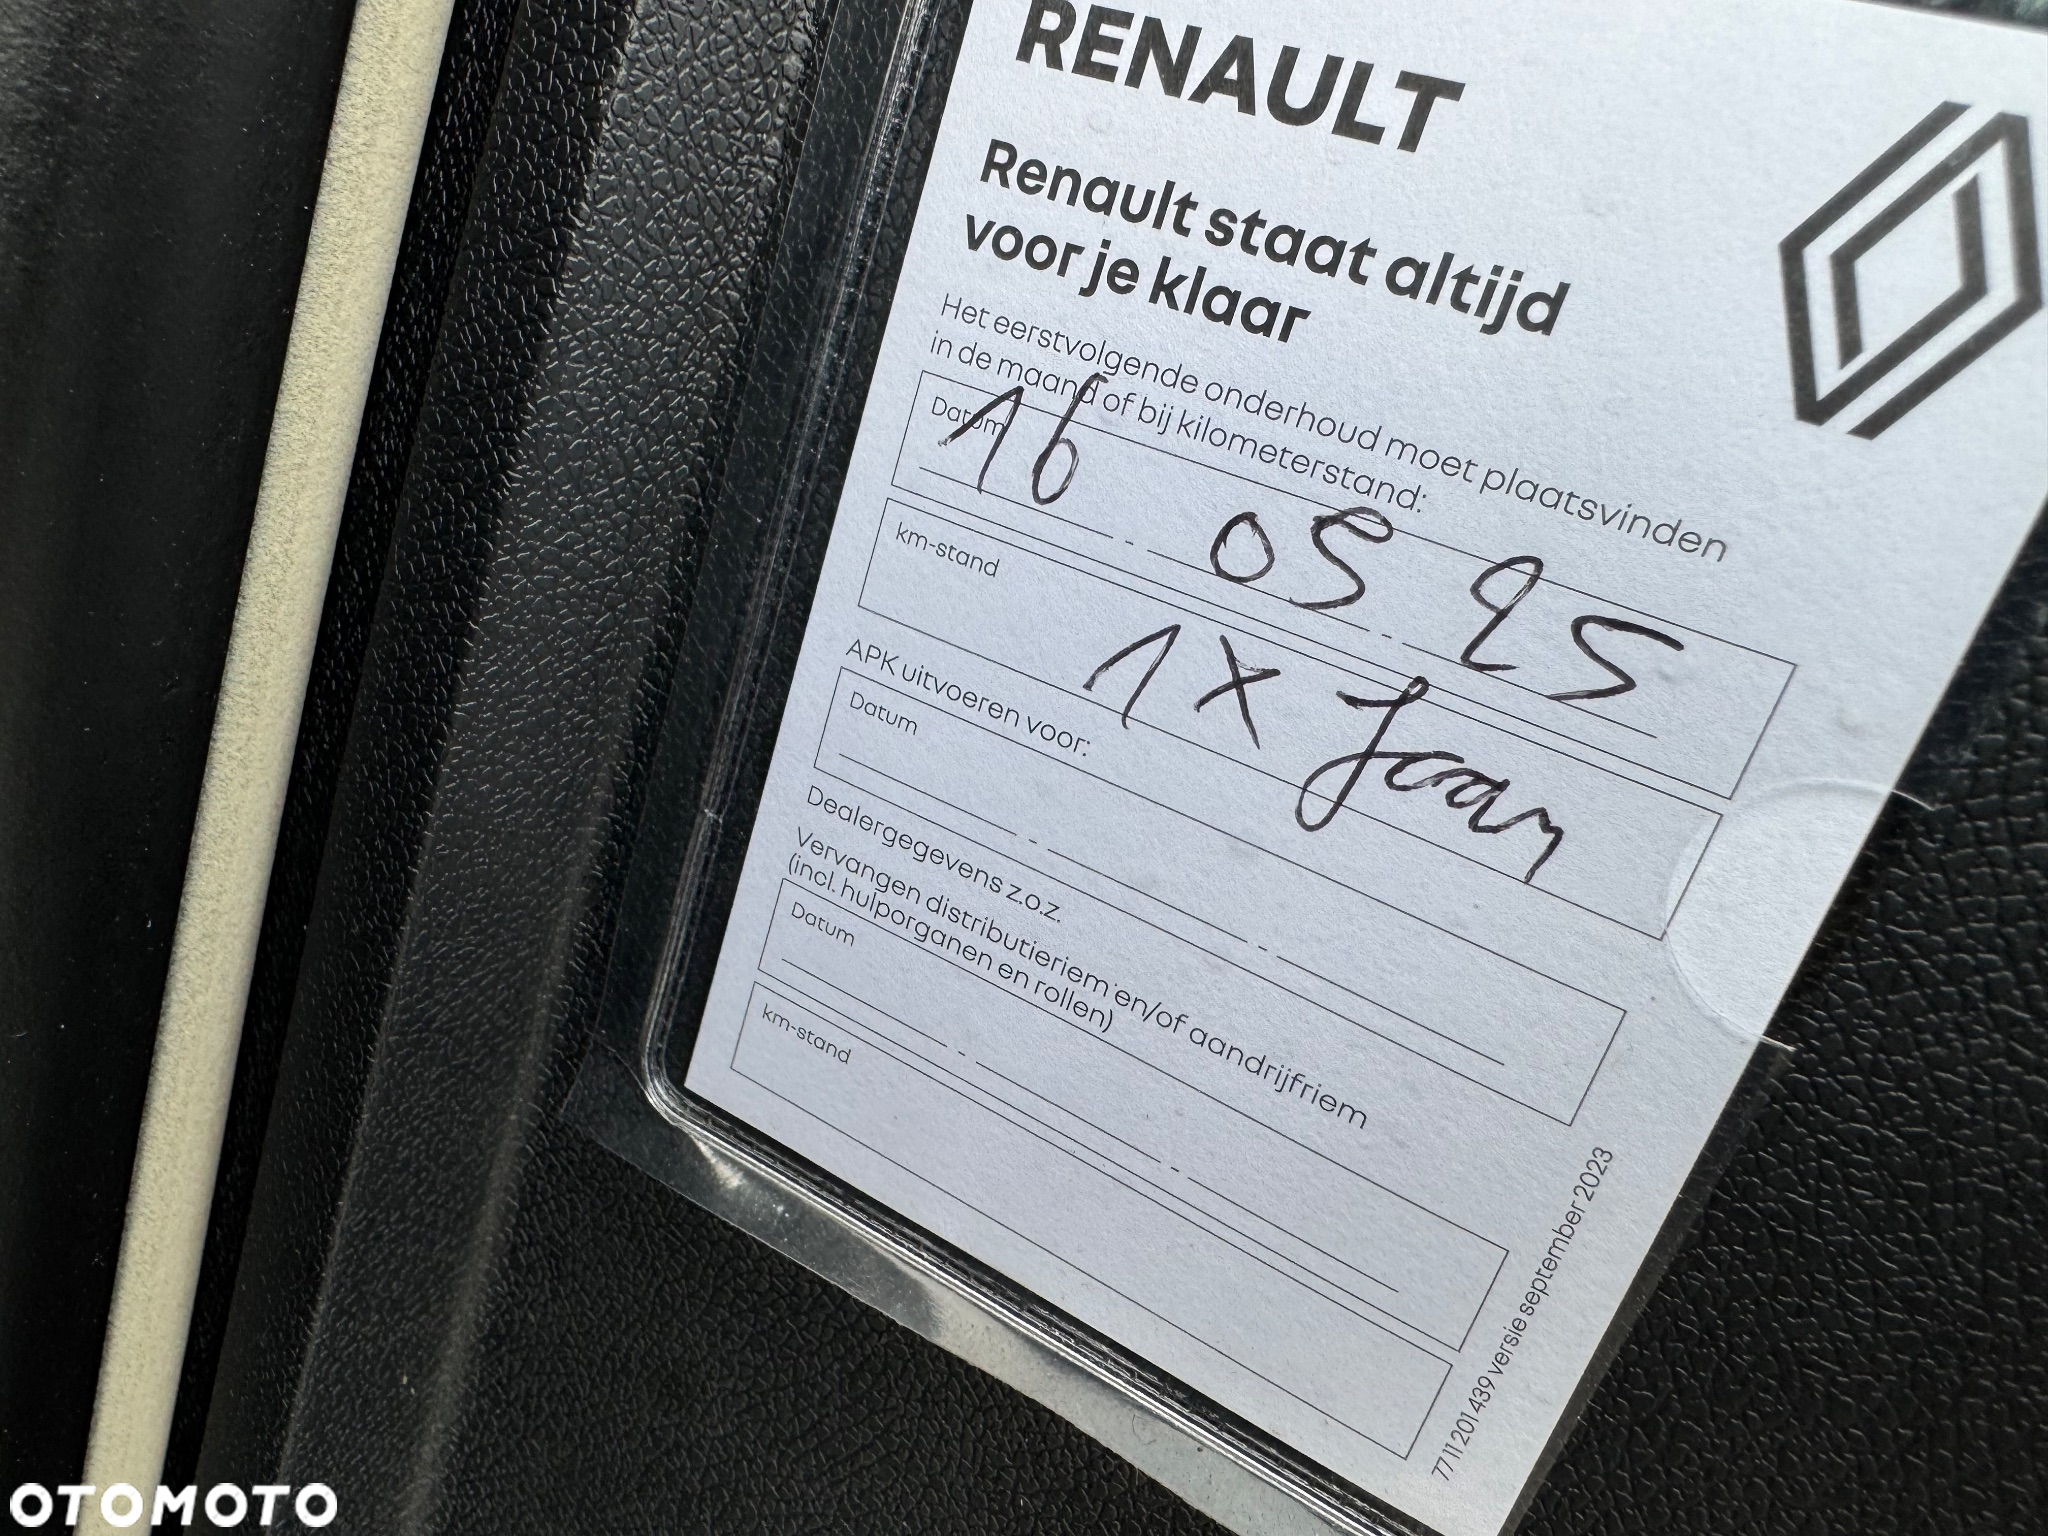 RENAULT
Renault staat altijd
voor je klaar
Het eerstvolgende onderhoud moet plaatsvinden
in de maand of bij kilometerstand:
Datum
16 05 25
km-stand
1 x Jaar
APK uitvoeren voor:
Datum
Dealergegevens z.o.z.
Vervangen distributieriem en/of aandrijfriem
(incl. hulporganen en rollen)
Datum
km-stand
77 11 201 439 versie september 2023
OTOMOTO